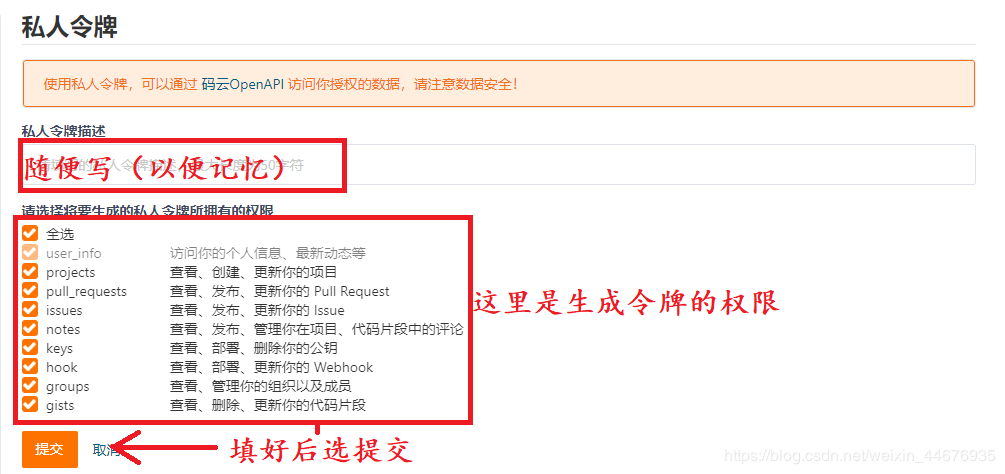 私人令牌
使用私人令牌，可以通过 码云OpenAPI 访问你授权的数据，请注意数据安全！
私人令牌描述
随便写（以便记忆）
50字符
请选择将要生成的私人令牌所拥有的权限
全选
user_info 访问你的个人信息、最新动态等
projects 查看、创建、更新你的项目
pull_requests 查看、发布、更新你的 Pull Request
issues 查看、发布、更新你的 Issue
这里是生成令牌的权限
notes 查看、发布、管理你在项目、代码片段中的评论
keys 查看、部署、删除你的公钥
hook 查看、部署、更新你的 Webhook
groups 查看、管理你的组织以及成员
gists 查看、删除、更新你的代码片段
提交 取消 填好后选提交
https://blog.csdn.net/weixin_44676935